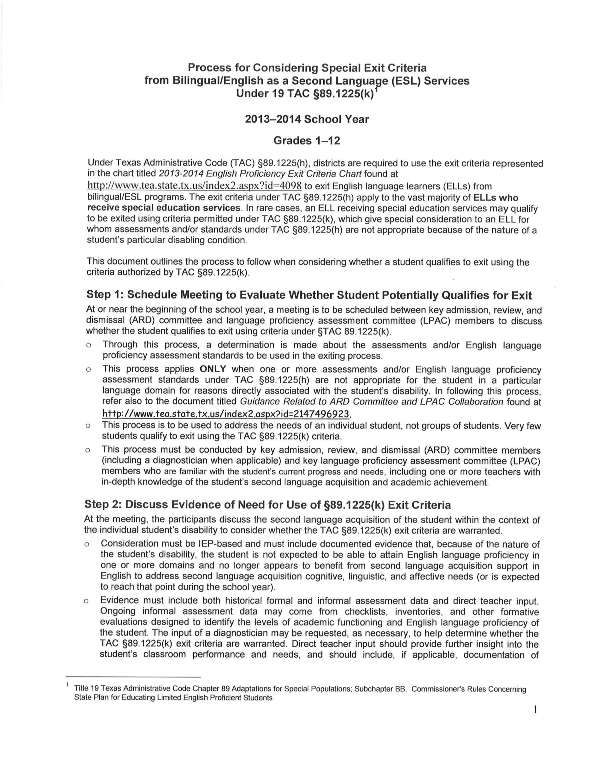 Process for Considering Special Exit Criteria
from Bilingual/English as a Second Language (ESL) Services
Under 19 TAC §89.1225(k)1
2013–2014 School Year
Grades 1–12
Under Texas Administrative Code (TAC) §89.1225(h), districts are required to use the exit criteria represented
in the chart titled 2013-2014 English Proficiency Exit Criteria Chart found at
http://www.tea.state.tx.us/index2.aspx?id=4098 to exit English language learners (ELLs) from
bilingual/ESL programs. The exit criteria under TAC §89.1225(h) apply to the vast majority of ELLs who
receive special education services. In rare cases, an ELL receiving special education services may qualify
to be exited using criteria permitted under TAC §89.1225(k), which give special consideration to an ELL for
whom assessments and/or standards under TAC §89.1225(h) are not appropriate because of the nature of a
student's particular disabling condition.
This document outlines the process to follow when considering whether a student qualifies to exit using the
criteria authorized by TAC §89.1225(k).
Step 1: Schedule Meeting to Evaluate Whether Student Potentially Qualifies for Exit
At or near the beginning of the school year, a meeting is to be scheduled between key admission, review, and
dismissal (ARD) committee and language proficiency assessment committee (LPAC) members to discuss
whether the student qualifies to exit using criteria under §TAC 89.1225(k).
o Through this process, a determination is made about the assessments and/or English language
proficiency assessment standards to be used in the exiting process.
o This process applies ONLY when one or more assessments and/or English language proficiency
assessment standards under TAC §89.1225(h) are not appropriate for the student in a particular
language domain for reasons directly associated with the student's disability. In following this process,
refer also to the document titled Guidance Related to ARD Committee and LPAC Collaboration found at
http://www.tea.state.tx.us/index2.aspx?id=2147496923.
o This process is to be used to address the needs of an individual student, not groups of students. Very few
students qualify to exit using the TAC §89.1225(k) criteria.
o This process must be conducted by key admission, review, and dismissal (ARD) committee members
(including a diagnostician when applicable) and key language proficiency assessment committee (LPAC)
members who are familiar with the student's current progress and needs, including one or more teachers with
in-depth knowledge of the student's second language acquisition and academic achievement.
Step 2: Discuss Evidence of Need for Use of §89.1225(k) Exit Criteria
At the meeting, the participants discuss the second language acquisition of the student within the context of
the individual student's disability to consider whether the TAC §89.1225(k) exit criteria are warranted.
o Consideration must be IEP-based and must include documented evidence that, because of the nature of
the student's disability, the student is not expected to be able to attain English language proficiency in
one or more domains and no longer appears to benefit from second language acquisition support in
English to address second language acquisition cognitive, linguistic, and affective needs (or is expected
to reach that point during the school year).
o Evidence must include both historical formal and informal assessment data and direct teacher input.
Ongoing informal assessment data may come from checklists, inventories, and other formative
evaluations designed to identify the levels of academic functioning and English language proficiency of
the student. The input of a diagnostician may be requested, as necessary, to help determine whether the
TAC §89.1225(k) exit criteria are warranted. Direct teacher input should provide further insight into the
student's classroom performance and needs, and should include, if applicable, documentation of
1 Title 19 Texas Administrative Code Chapter 89 Adaptations for Special Populations; Subchapter BB. Commissioner's Rules Concerning
State Plan for Educating Limited English Proficient Students
1